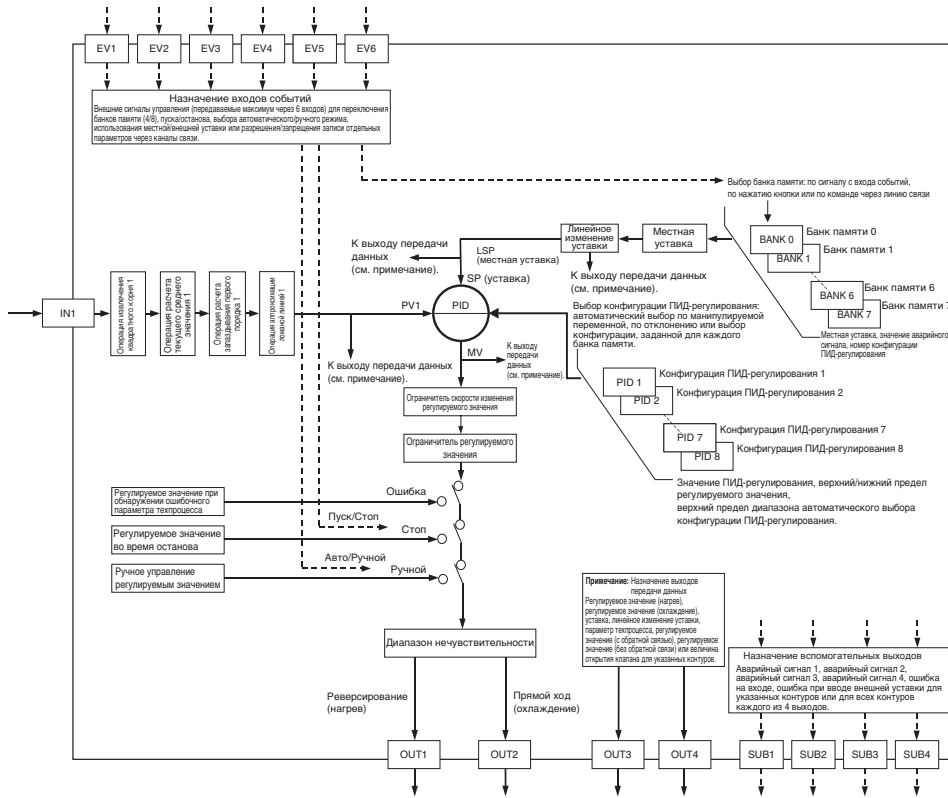 EV1
EV2
EV3
EV4
EV5
EV6
Назначение входов событий
Внешние сигналы управления (передаваемые максимум через 6 входов) для переключения
банков памяти (4/8), пуска/останова, выбора автоматического/ручного режима,
использования местной/внешней уставки или разрешения/запрещения записи отдельных
параметров через каналы связи.
Выбор банка памяти: по сигналу с входа событий,
по нажатию кнопки или по команде через линию связи
BANK 0
Банк памяти 0
BANK 1
Банк памяти 1
BANK 6
Банк памяти 6
BANK 7
Банк памяти 7
Местная уставка, значение аварийного
сигнала, номер конфигурации
ПИД-регулирования
Местная
уставка
Линейное
изменение
уставки
LSP
(местная уставка)
К выходу передачи
данных
(см. примечание).
SP (уставка)
К выходу передачи данных
(см. примечание).
IN1
Операция извлечения
квадратного корня 1
Операция расчета
текущего среднего
значения 1
Операция расчета
запаздывания первого
порядка 1
Операция аппроксимации
ломаной линией 1
PV1
PID
К выходу передачи данных
(см. примечание).
MV
К выходу
передачи
данных
(см. примечание).
Выбор конфигурации ПИД-регулирования:
автоматический выбор по манипулируемой
переменной, по отклонению или выбор
конфигурации, заданной для каждого
банка памяти.
PID 1
Конфигурация ПИД-регулирования 1
PID 2
Конфигурация ПИД-регулирования 2
PID 7
Конфигурация ПИД-регулирования 7
PID 8
Конфигурация ПИД-регулирования 8
Значение ПИД-регулирования, верхний/нижний предел
регулируемого значения,
верхний предел диапазона автоматического выбора
конфигурации ПИД-регулирования.
Ограничитель скорости изменения
регулируемого значения
Ограничитель регулируемого
значения
Регулируемое значение при
обнаружении ошибочного
параметра техпроцесса
Ошибка
Пуск/Стоп
Регулируемое значение
во время останова
Стоп
Авто/Ручной
Ручное управление
регулируемым значением
Ручной
Диапазон нечувствительности
Реверсирование
(нагрев)
Прямой ход
(охлаждение)
Примечание: Назначение выходов
передачи данных
Регулируемое значение (нагрев),
регулируемое значение (охлаждение),
уставка, линейное изменение уставки,
параметр техпроцесса, регулируемое
значение (с обратной связью), регулируемое
значение (без обратной связи) или величина
открытия клапана для указанных контуров.
Назначение вспомогательных выходов
Аварийный сигнал 1, аварийный сигнал 2,
аварийный сигнал 3, аварийный сигнал 4, ошибка
на входе, ошибка при вводе внешней уставки для
указанных контуров или для всех контуров
каждого из 4 выходов.
OUT1
OUT2
OUT3
OUT4
SUB1
SUB2
SUB3
SUB4